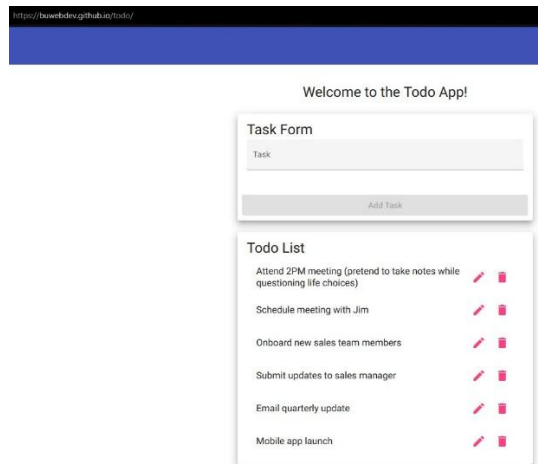 https://buwebdev.github.io/todo/
Welcome to the Todo App!
Task Form
Task
Add Task
Todo List
Attend 2PM meeting (pretend to take notes while
questioning life choices)
Schedule meeting with Jim
Onboard new sales team members
Submit updates to sales manager
Email quarterly update
Mobile app launch